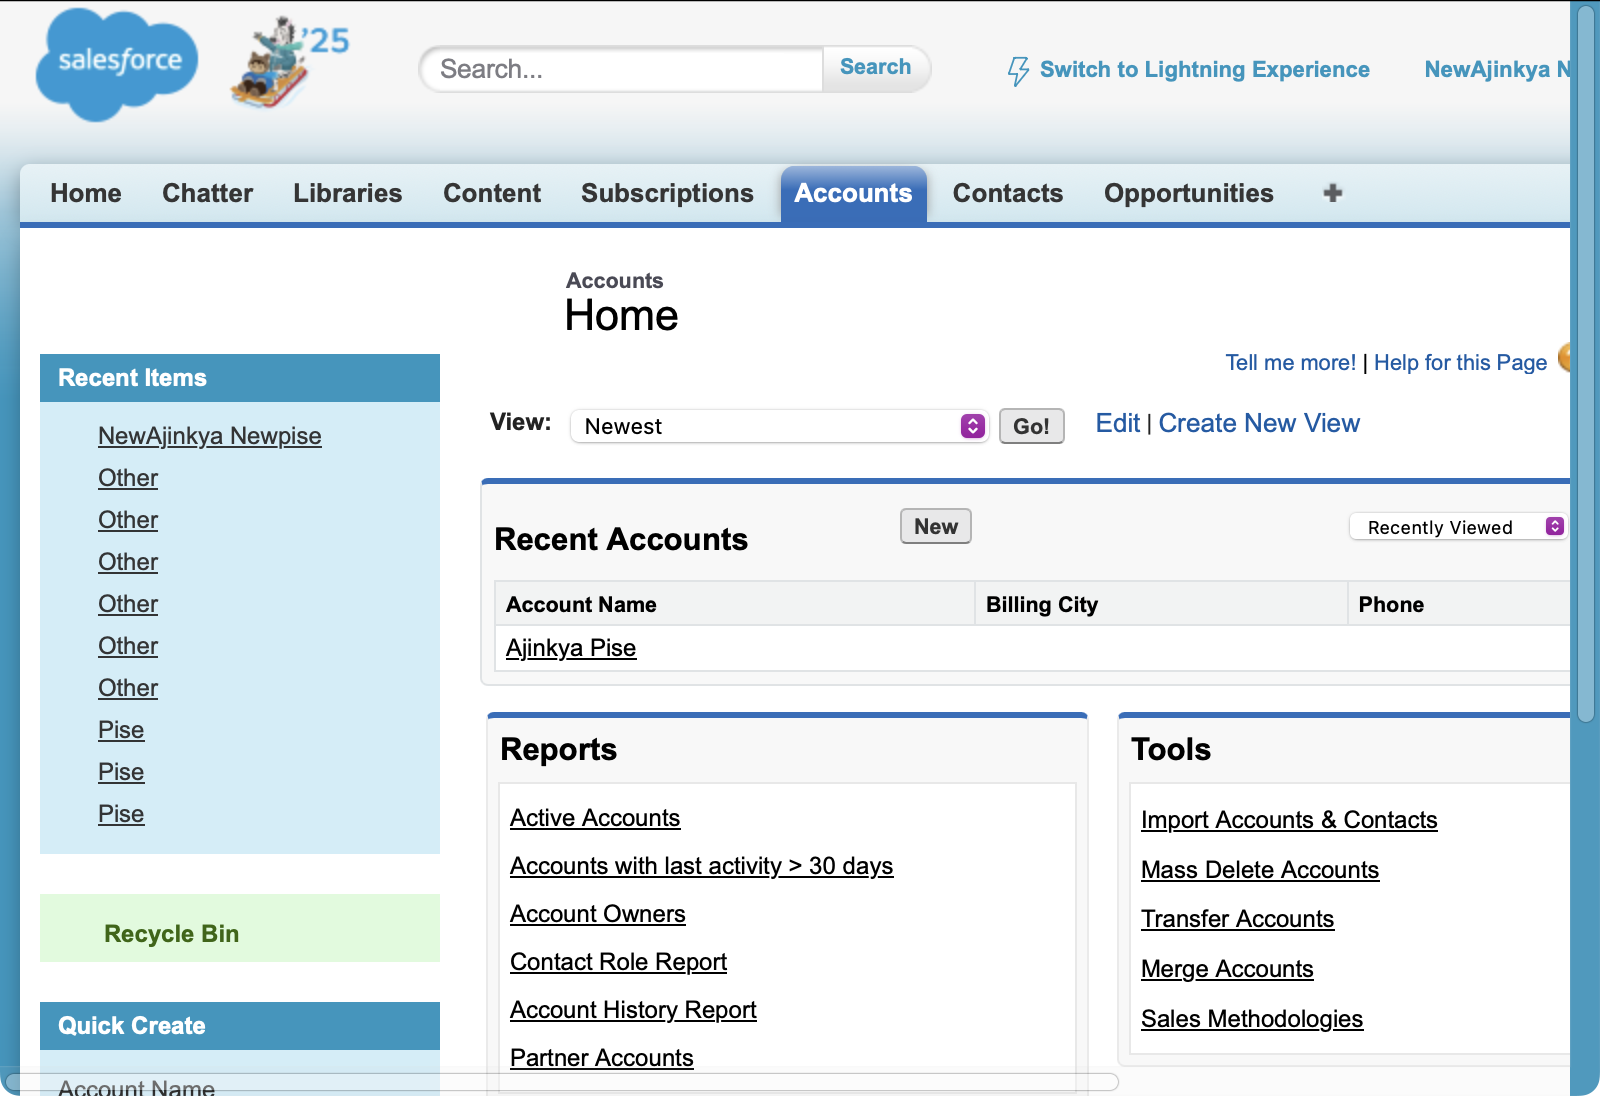 salesforce
'25
Search...
Search
Switch to Lightning Experience
NewAjinkya N
Home
Chatter
Libraries
Content
Subscriptions
Accounts
Contacts
Opportunities
Accounts
Home
Tell me more! | Help for this Page
Recent Items
NewAjinkya Newpise
Other
Other
Other
Other
Other
Other
Pise
Pise
Pise
Recycle Bin
Quick Create
Account Name
View:
Newest
Go!
Edit | Create New View
Recent Accounts
New
Recently Viewed
Account Name
Billing City
Phone
Ajinkya Pise
Reports
Active Accounts
Accounts with last activity > 30 days
Account Owners
Contact Role Report
Account History Report
Partner Accounts
Tools
Import Accounts & Contacts
Mass Delete Accounts
Transfer Accounts
Merge Accounts
Sales Methodologies